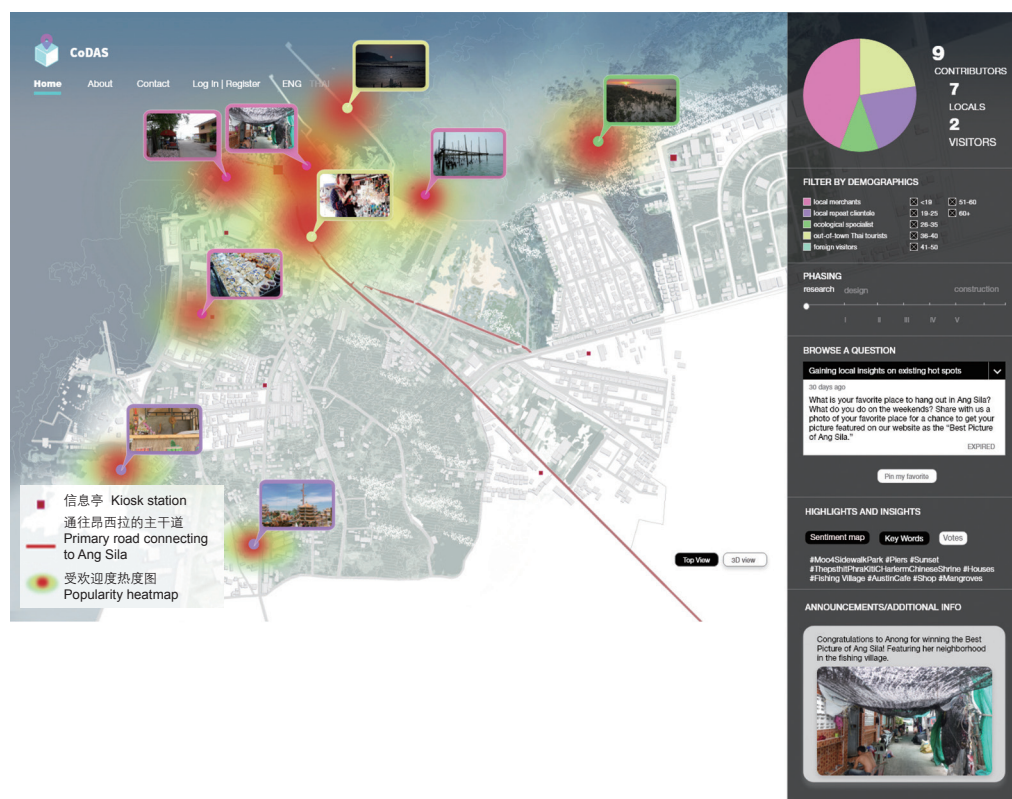 CoDAS
Home About Contact Log In | Register ENG THAI
信息亭 Kiosk station
通往昂西拉的主干道
Primary road connecting
to Ang Sila
受欢迎度热度图
Popularity heatmap
Top View 3D view
9
CONTRIBUTORS
7
LOCALS
2
VISITORS
FILTER BY DEMOGRAPHICS
local merchants <18 51-60
local repeat clientele 19-25 60+
ecological specialist 26-35
out-of-town Thai tourists 36-40
foreign visitors 41-50
PHASING
research design construction
I II III IV V
BROWSE A QUESTION
Gaining local insights on existing hot spots
30 days ago
What is your favorite place to hang out in Ang Sila?
What do you do on the weekends? Share with us a
photo of your favorite place for a chance to get your
picture featured on our website as the “Best Picture
of Ang Sila.”
EXPIRED
Pin my favorite
HIGHLIGHTS AND INSIGHTS
Sentiment map Key Words Votes
#Moo4SidewalkPark #Piers #Sunset
#ThepsthitPhraKitiCHarlermChineseShrine #Houses
#Fishing Village #AustinCafe #Shop #Mangroves
ANNOUNCEMENTS/ADDITIONAL INFO
Congratulations to Anong for winning the Best
Picture of Ang Sila! Featuring her neighborhood
in the fishing village.